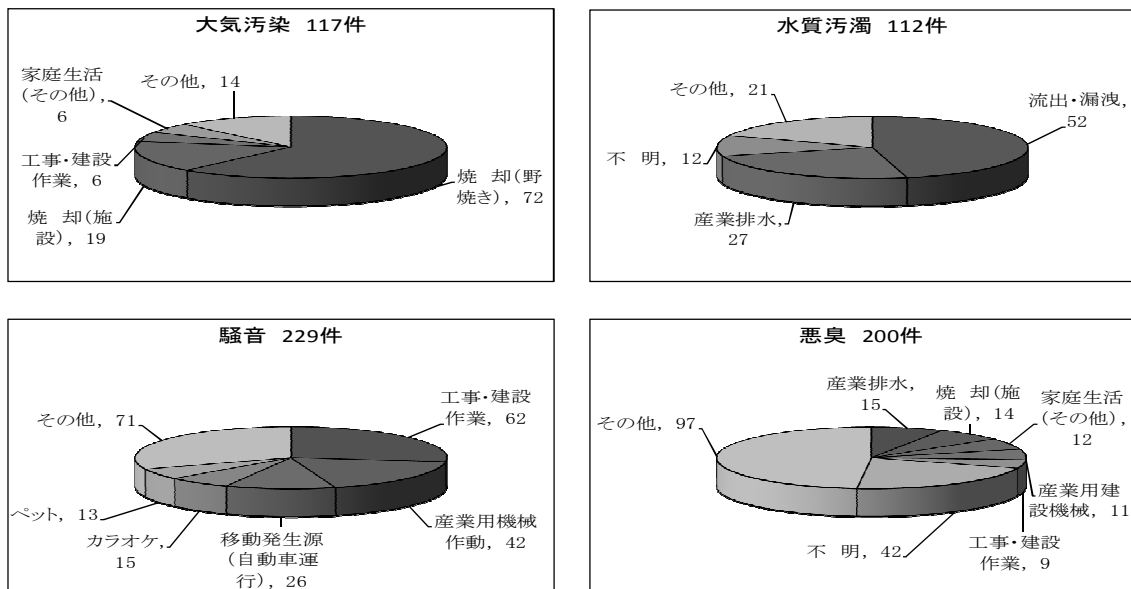 大気汚染 117件
家庭生活
(その他),
6
その他, 14
工事・建設
作業, 6
焼 却(施
設), 19
焼 却(野
焼き), 72
水質汚濁 112件
その他, 21
流出・漏洩,
52
不 明, 12
産業排水,
27
騒音 229件
その他, 71
工事・建設
作業, 62
ペット, 13
カラオケ,
15
移動発生源
(自動車運
行), 26
産業用機械
作動, 42
悪臭 200件
その他, 97
産業排水,
15
焼 却(施
設), 14
家庭生活
(その他),
12
産業用建
設機械, 11
工事・建設
作業, 9
不 明, 42